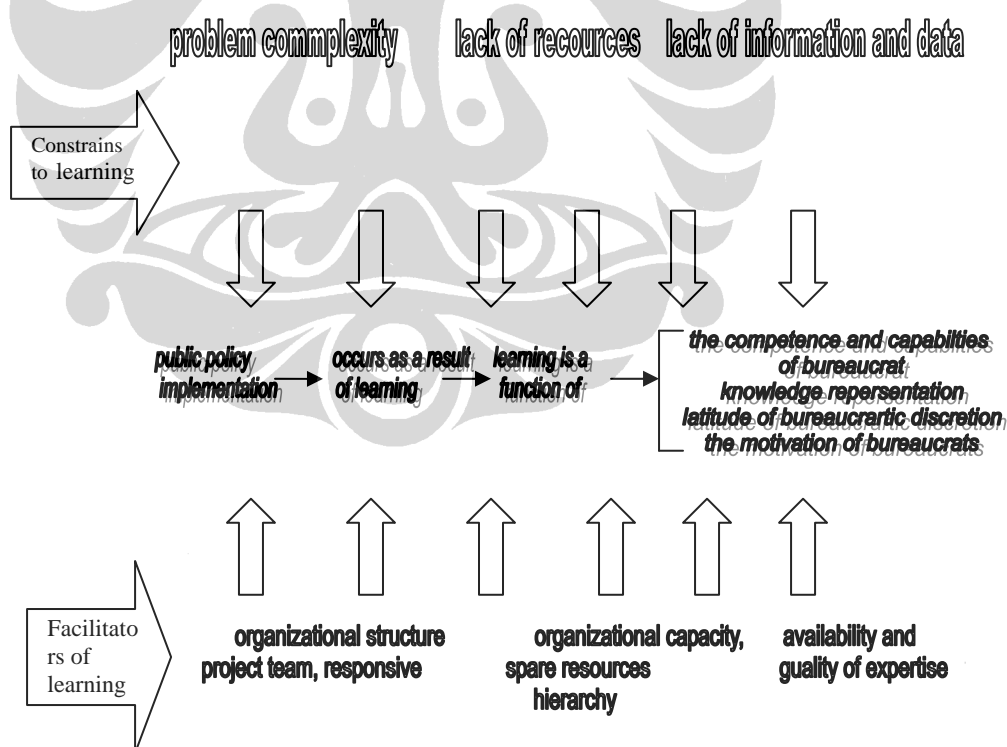 problem commplexity lack of recources lack of information and data
Constrains
to learning
public policy
implementation
occurs as a result
of learning
learning is a
function of
the competence and capabilties
of bureaucrat
knowledge repersentation
latitude of bureaucrartic discretion
the motivation of bureaucrats
Facilitato
rs of
learning
organizational structure
project team, responsive
organizational capacity,
spare resources
hierarchy
availability and
guality of expertise